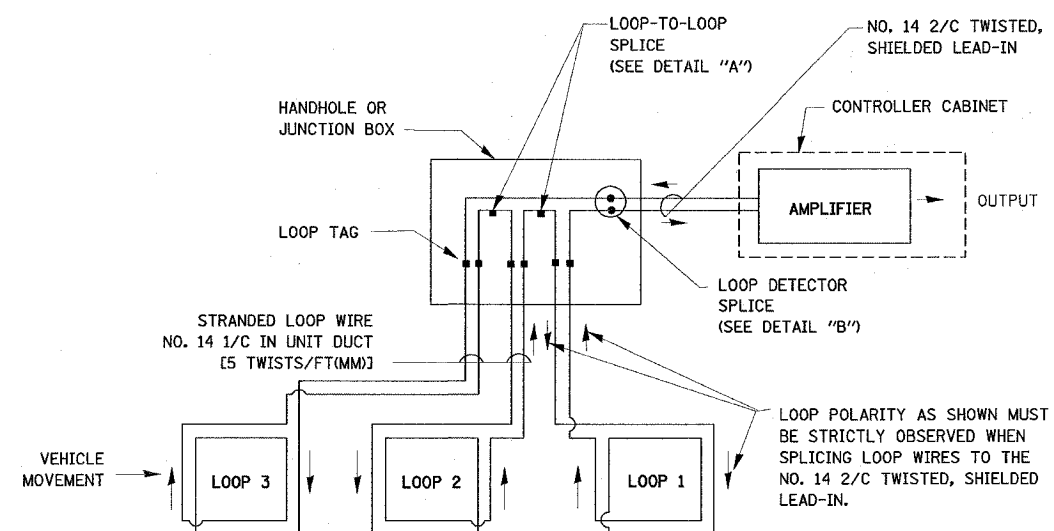 LOOP-TO-LOOP
SPLICE
(SEE DETAIL "A")
NO. 14 2/C TWISTED,
SHIELDED LEAD-IN
HANDHOLE OR
JUNCTION BOX
CONTROLLER CABINET
AMPLIFIER
OUTPUT
LOOP TAG
LOOP DETECTOR
SPLICE
(SEE DETAIL "B")
STRANDED LOOP WIRE
NO. 14 1/C IN UNIT DUCT
[5 TWISTS/FT(MM)]
LOOP POLARITY AS SHOWN MUST
BE STRICTLY OBSERVED WHEN
SPLICING LOOP WIRES TO THE
NO. 14 2/C TWISTED, SHIELDED
LEAD-IN.
VEHICLE
MOVEMENT
LOOP 3
LOOP 2
LOOP 1